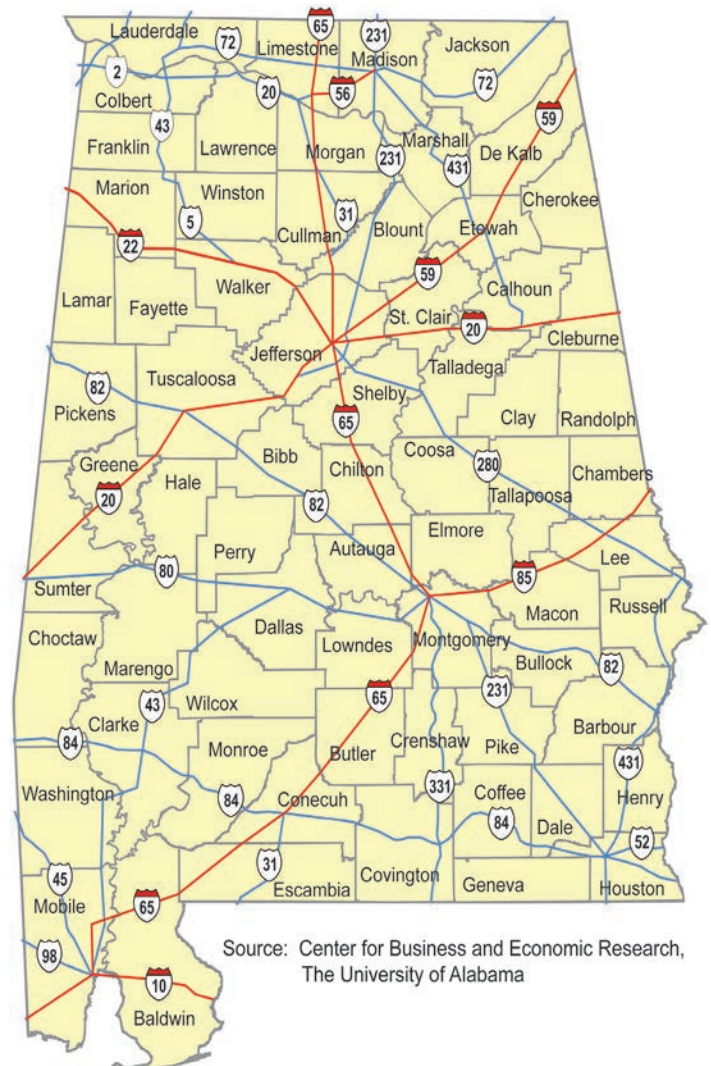 65
231
Lauderdale
72
Limestone
Madison
Jackson
2
20
56
72
Colbert
59
43
Marshall
Franklin
Lawrence
Morgan
231
431
De Kalb
Marion
Winston
Cherokee
5
31
Cullman
Blount
Etowah
22
59
Walker
Calhoun
Lamar
Fayette
St. Clair
20
Jefferson
Cleburne
Tuscaloosa
Talladega
82
Shelby
Pickens
65
Clay
Randolph
Bibb
Coosa
Greene
Chilton
280
Chambers
20
Hale
82
Tallapoosa
Elmore
Perry
Autauga
Lee
80
85
Sumter
Macon
Russell
Dallas
Choctaw
Lowndes
Montgomery
Marengo
Bullock
82
65
231
43
Wilcox
Clarke
Barbour
84
Monroe
Butler
Crenshaw
Pike
431
Washington
331
Coffee
Henry
84
Conecuh
84
Dale
52
31
45
Covington
Escambia
Geneva
Houston
Mobile
65
98
Source: Center for Business and Economic Research,
The University of Alabama
10
Baldwin